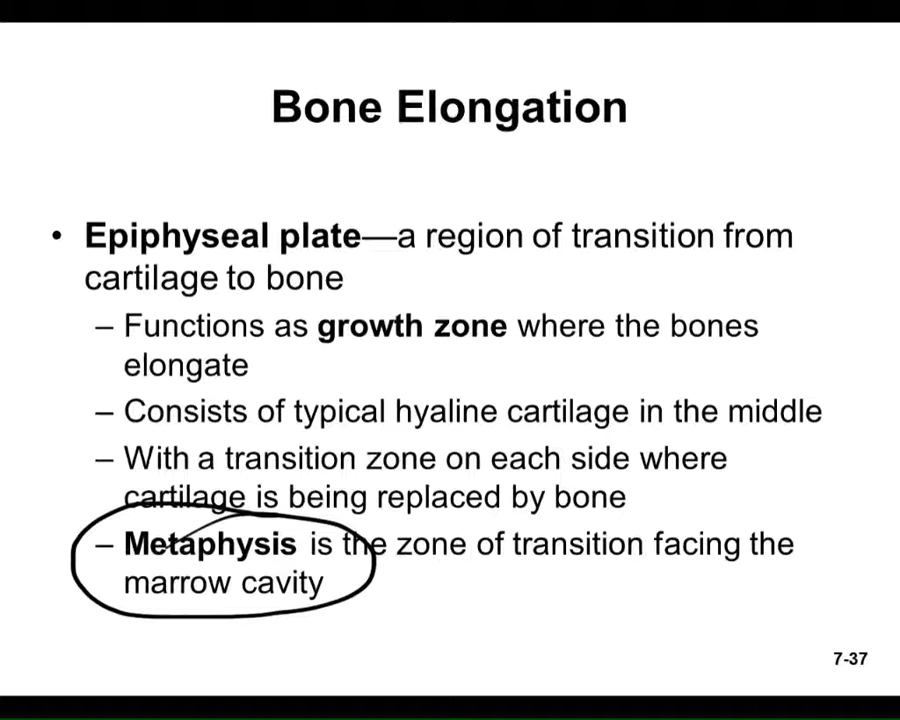 Bone Elongation
• Epiphyseal plate—a region of transition from
cartilage to bone
– Functions as growth zone where the bones
elongate
– Consists of typical hyaline cartilage in the middle
– With a transition zone on each side where
cartilage is being replaced by bone
– Metaphysis is the zone of transition facing the
marrow cavity
7-37